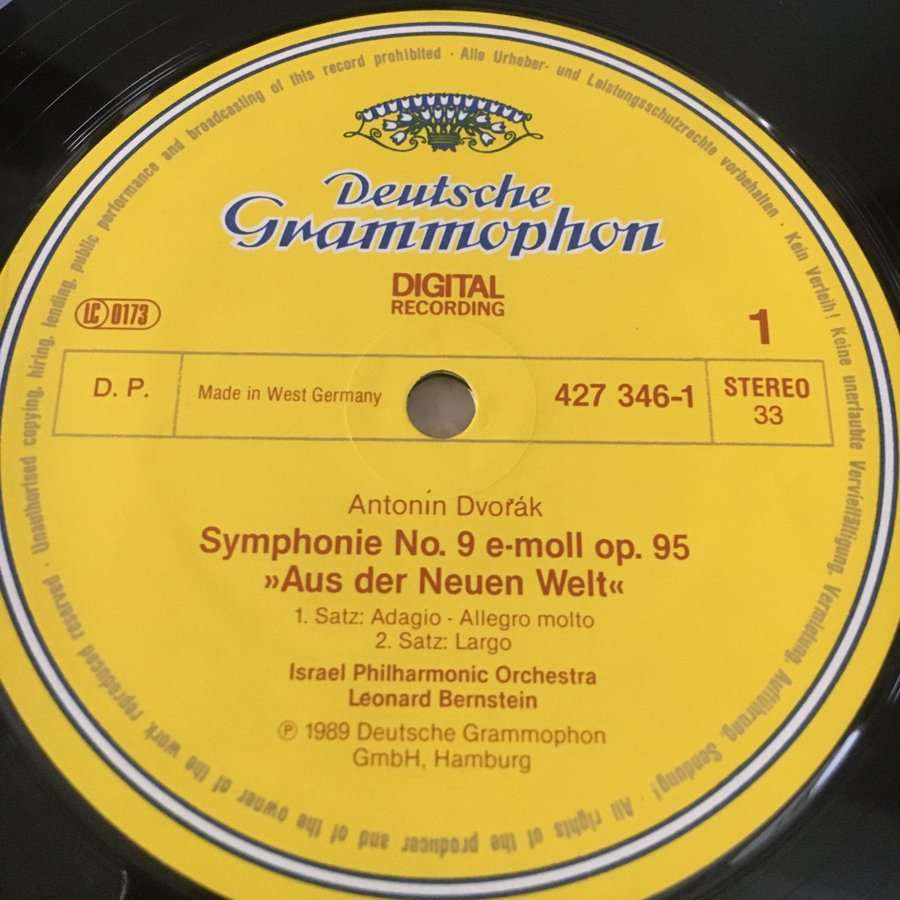 Deutsche
Grammophon
DIGITAL
RECORDING
LC 0173
1
D. P.
Made in West Germany
427 346-1
STEREO
33
Antonín Dvořák
Symphonie No. 9 e-moll op. 95
»Aus der Neuen Welt«
1. Satz: Adagio - Allegro molto
2. Satz: Largo
Israel Philharmonic Orchestra
Leonard Bernstein
℗ 1989 Deutsche Grammophon
GmbH, Hamburg
Alle Urheber- und Leistungsschutzrechte vorbehalten · Kein Verleih! Keine unerlaubte Vervielfältigung, Vermietung, Aufführung, Sendung! · All rights of the producer and of the owner of the work reproduced reserved · Unauthorised copying, hiring, lending, public performance and broadcasting of this record prohibited ·